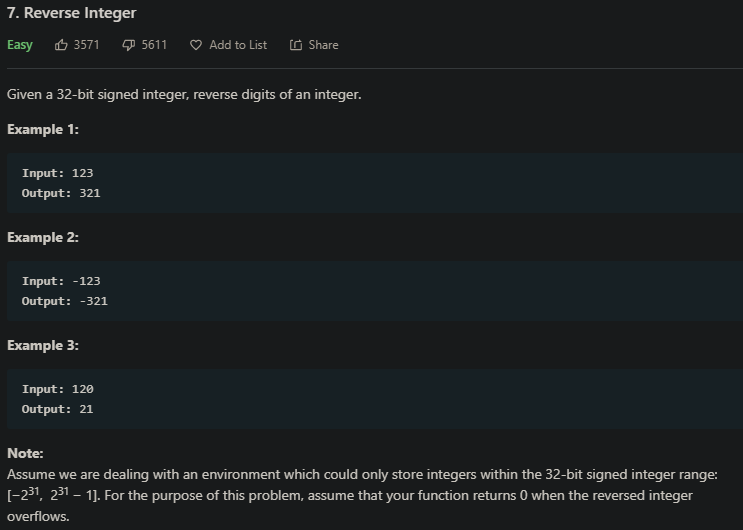 7. Reverse Integer
Easy 3571 5611 Add to List Share
Given a 32-bit signed integer, reverse digits of an integer.
Example 1:
Input: 123
Output: 321
Example 2:
Input: -123
Output: -321
Example 3:
Input: 120
Output: 21
Note:
Assume we are dealing with an environment which could only store integers within the 32-bit signed integer range:
[−2³¹, 2³¹ − 1]. For the purpose of this problem, assume that your function returns 0 when the reversed integer
overflows.